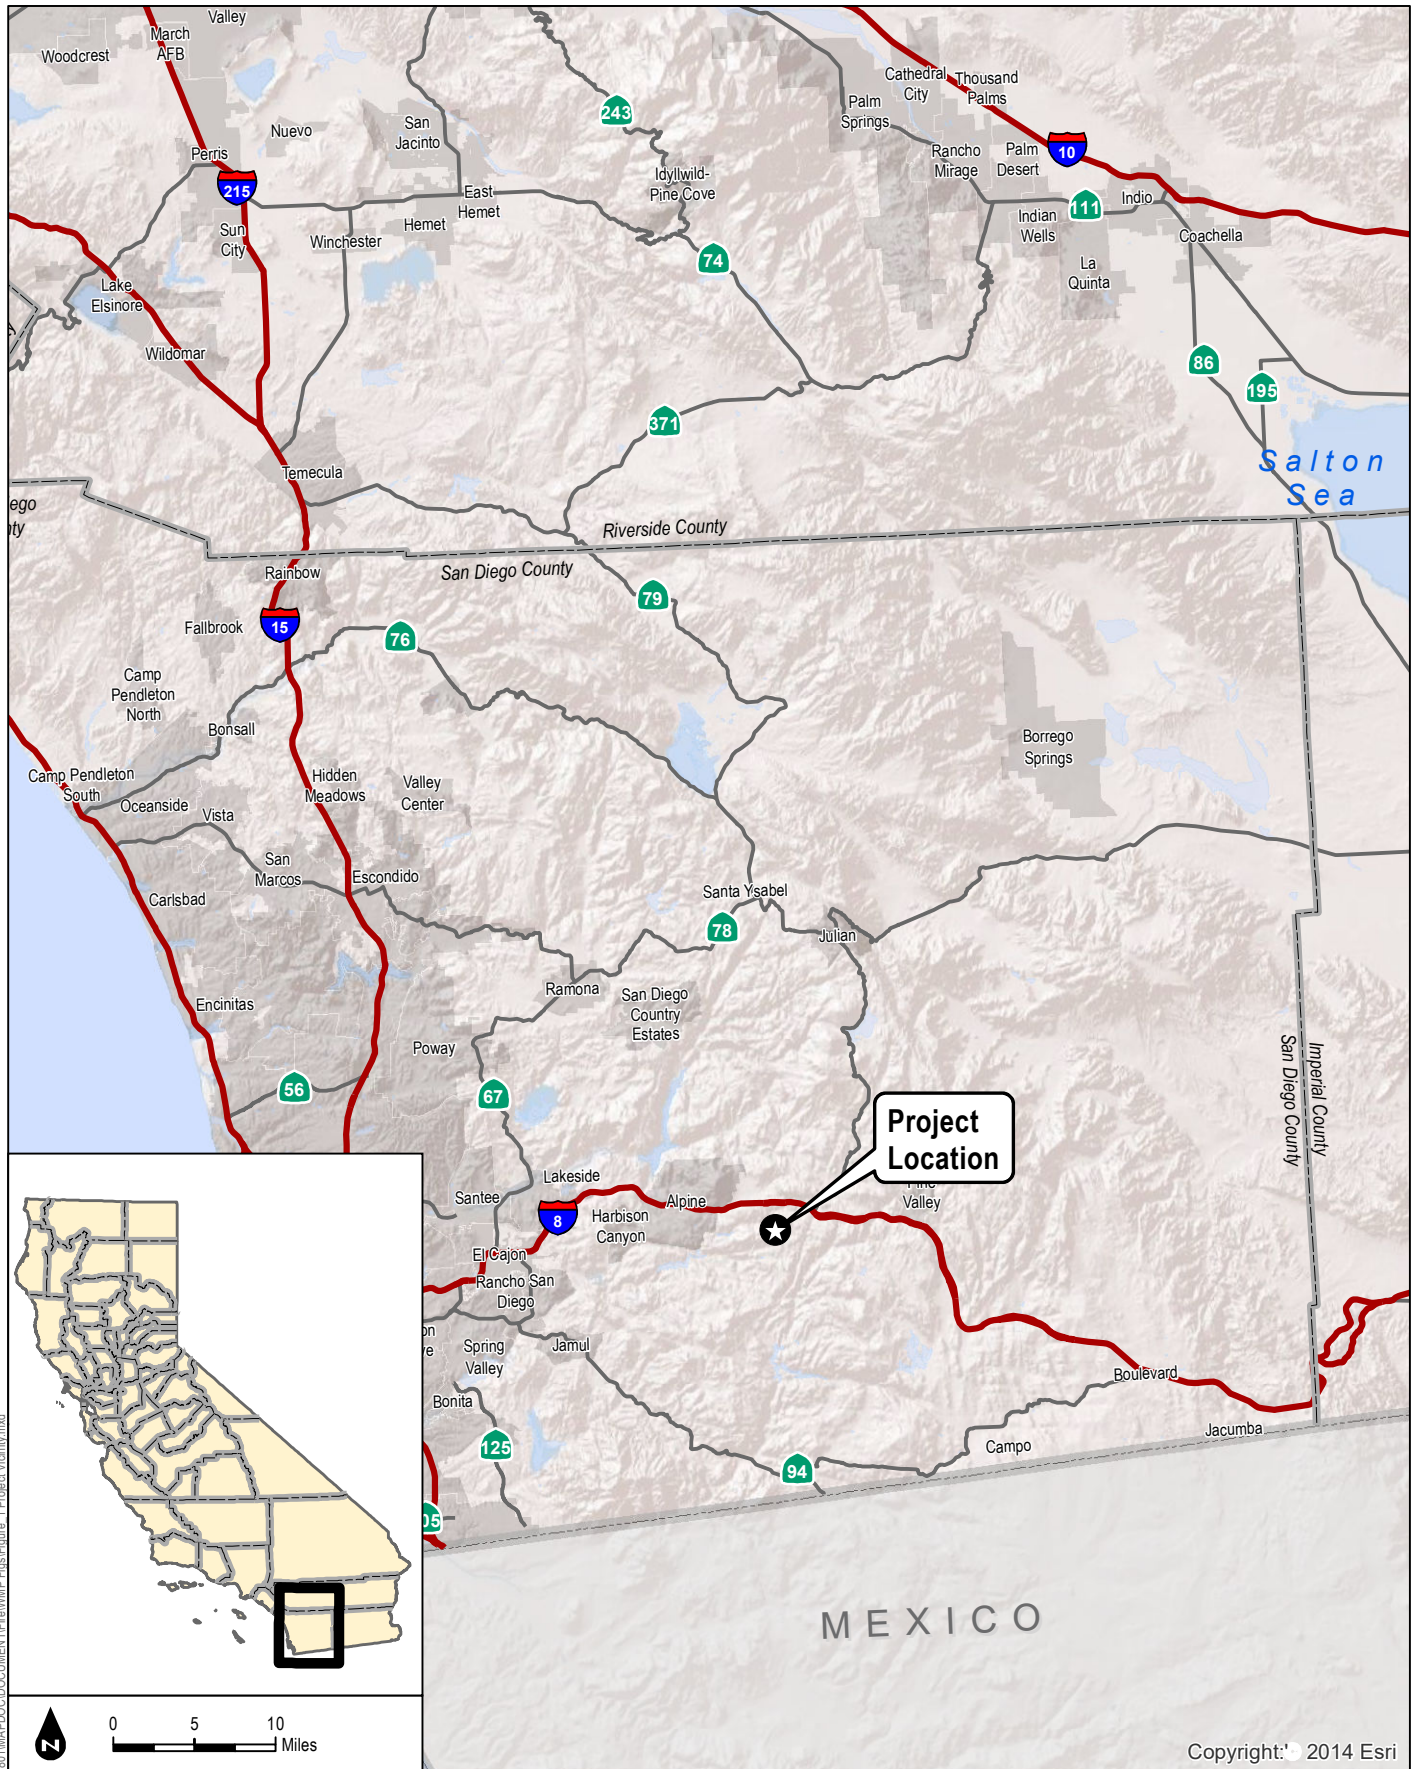 Valley
March
AFB
Woodcrest
Cathedral
City
Thousand
Palms
Palm
Springs
243
San
Jacinto
Nuevo
Perris
215
10
Rancho
Mirage
Palm
Desert
Idyllwild-
Pine Cove
East
Hemet
Hemet
111
Indio
Indian
Wells
Coachella
Sun
City
Winchester
74
La
Quinta
Lake
Elsinore
Wildomar
86
195
371
Salton
Sea
Temecula
ego
nty
Riverside County
San Diego County
Rainbow
79
Fallbrook
15
76
Camp
Pendleton
North
Bonsall
Borrego
Springs
Camp Pendleton
South
Oceanside
Hidden
Meadows
Valley
Center
Vista
San
Marcos
Escondido
Carlsbad
Santa Ysabel
78
Julian
Encinitas
Ramona
San Diego
Country
Estates
Poway
56
67
Imperial County
San Diego County
Project
Location
Lakeside
Santee
8
Harbison
Canyon
Alpine
Pine
Valley
El Cajon
Rancho San
Diego
on
ve
Spring
Valley
Jamul
Bonita
Boulevard
125
Campo
Jacumba
94
05
MEXICO
N
0 5 10
Miles
Copyright: 2014 Esri